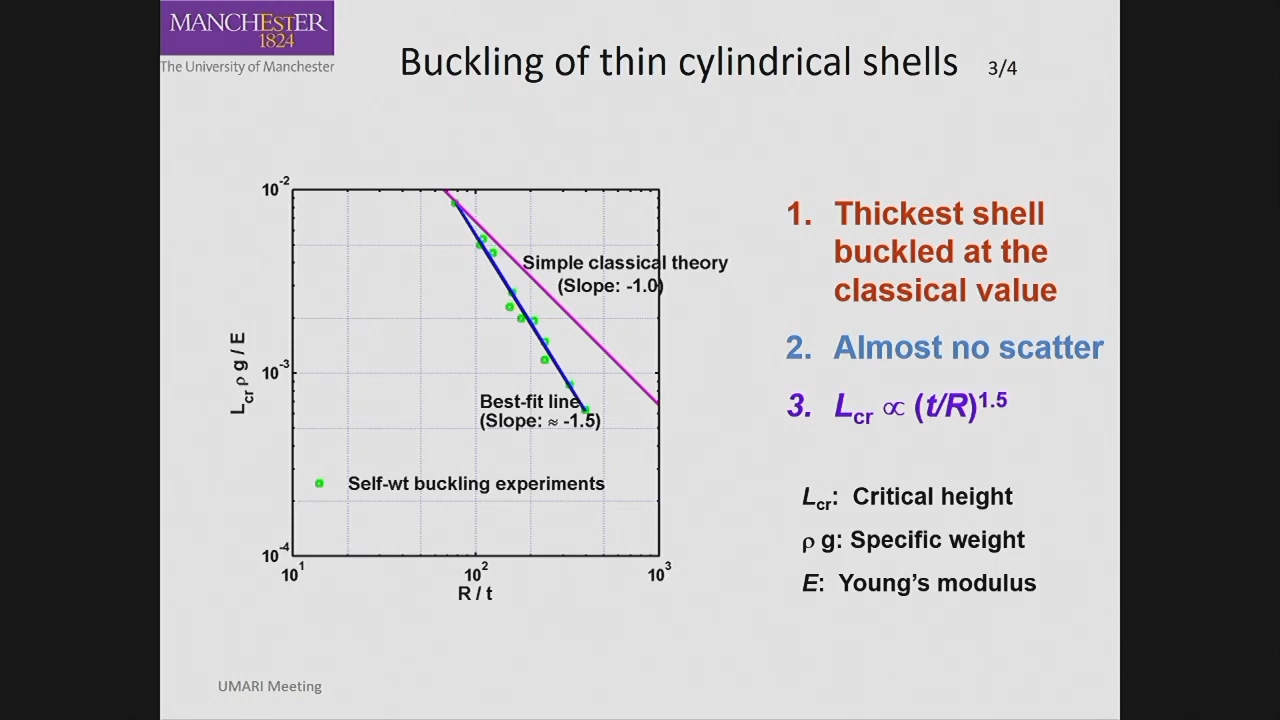 MANCHESTER
1824
The University of Manchester
Buckling of thin cylindrical shells 3/4
10-2
10-3
10-4
101
102
103
L cr ρ g / E
R / t
Simple classical theory
(Slope: -1.0)
Best-fit line
(Slope: ≈ -1.5)
Self-wt buckling experiments
1. Thickest shell
buckled at the
classical value
2. Almost no scatter
3. Lcr ∝ (t/R)1.5
Lcr: Critical height
ρ g: Specific weight
E: Young's modulus
UMARI Meeting